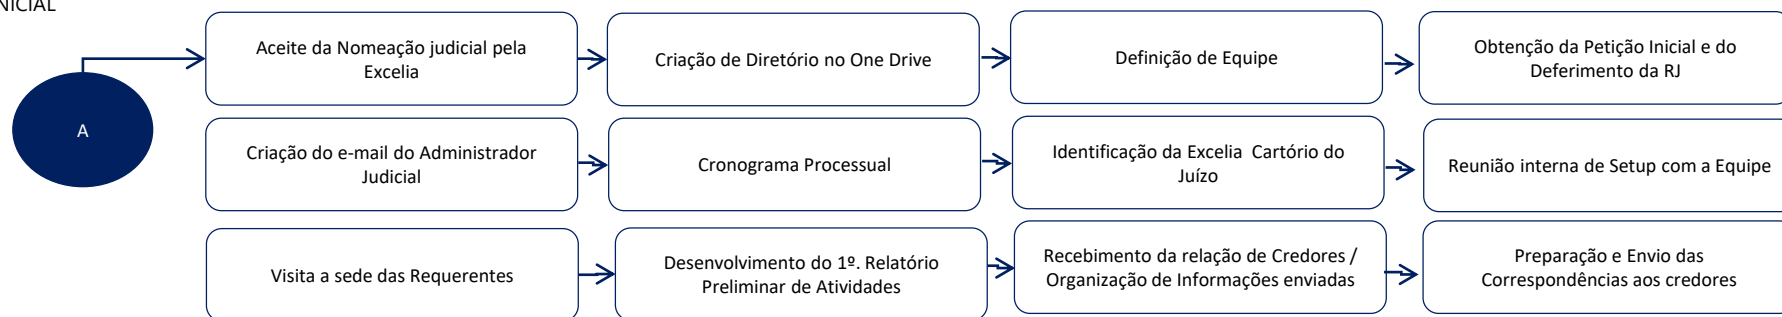 NICIAL
A
Aceite da Nomeação judicial pela
Excelia
Criação de Diretório no One Drive
Definição de Equipe
Obtenção da Petição Inicial e do
Deferimento da RJ
Criação do e-mail do Administrador
Judicial
Cronograma Processual
Identificação da Excelia Cartório do
Juízo
Reunião interna de Setup com a Equipe
Visita a sede das Requerentes
Desenvolvimento do 1º. Relatório
Preliminar de Atividades
Recebimento da relação de Credores /
Organização de Informações enviadas
Preparação e Envio das
Correspondências aos credores